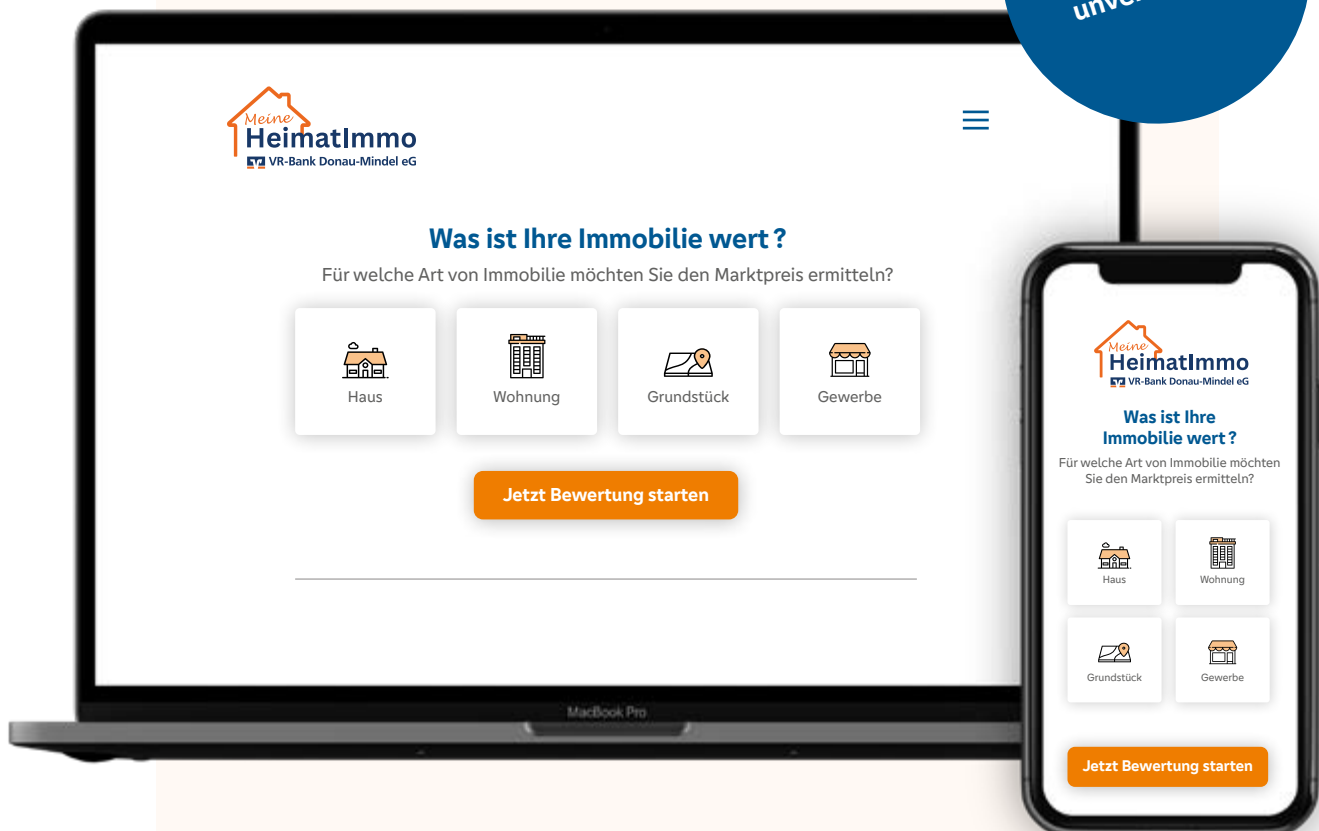 Meine
HeimatImmo
VR-Bank Donau-Mindel eG
Was ist Ihre Immobilie wert ?
Für welche Art von Immobilie möchten Sie den Marktpreis ermitteln?
Haus
Wohnung
Grundstück
Gewerbe
Jetzt Bewertung starten
MacBook Pro
Meine
HeimatImmo
VR-Bank Donau-Mindel eG
Was ist Ihre
Immobilie wert ?
Für welche Art von Immobilie möchten
Sie den Marktpreis ermitteln?
Haus
Wohnung
Grundstück
Gewerbe
Jetzt Bewertung starten